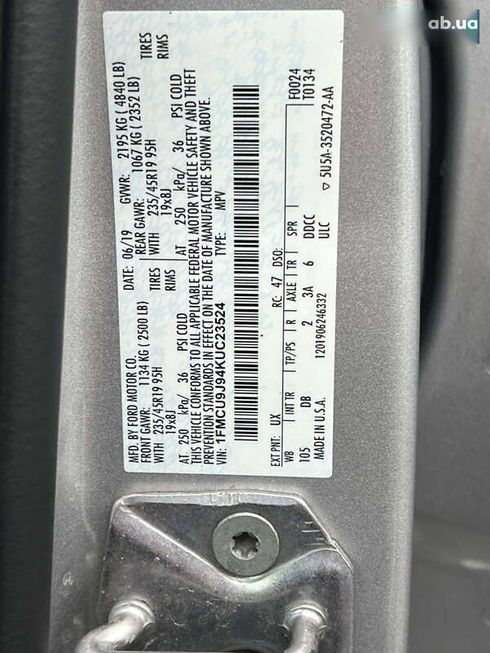 ab.ua
MFD. BY FORD MOTOR CO. DATE: 06/19 GVWR: 2195 KG ( 4840 LB)
FRONT GAWR: 1134 KG ( 2500 LB) REAR GAWR: 1067 KG ( 2352 LB)
WITH 235/45R19 95H TIRES WITH 235/45R19 95H TIRES
19x8J RIMS 19x8J RIMS
AT 250 kPa/ 36 PSI COLD AT 250 kPa/ 36 PSI COLD
THIS VEHICLE CONFORMS TO ALL APPLICABLE FEDERAL MOTOR VEHICLE SAFETY AND THEFT
PREVENTION STANDARDS IN EFFECT ON THE DATE OF MANUFACTURE SHOWN ABOVE.
VIN: 1FMCU9J94KUC23524 TYPE: MPV
F0024
T0134
EXT PNT: UX RC: 47 DSO:
WB INT TR TP/PS R AXLE TR SPR
105 DB 2 3A 6 DDCC
MADE IN U.S.A. 1201906246332 ULC ▽ 5U5A-3520472-AA